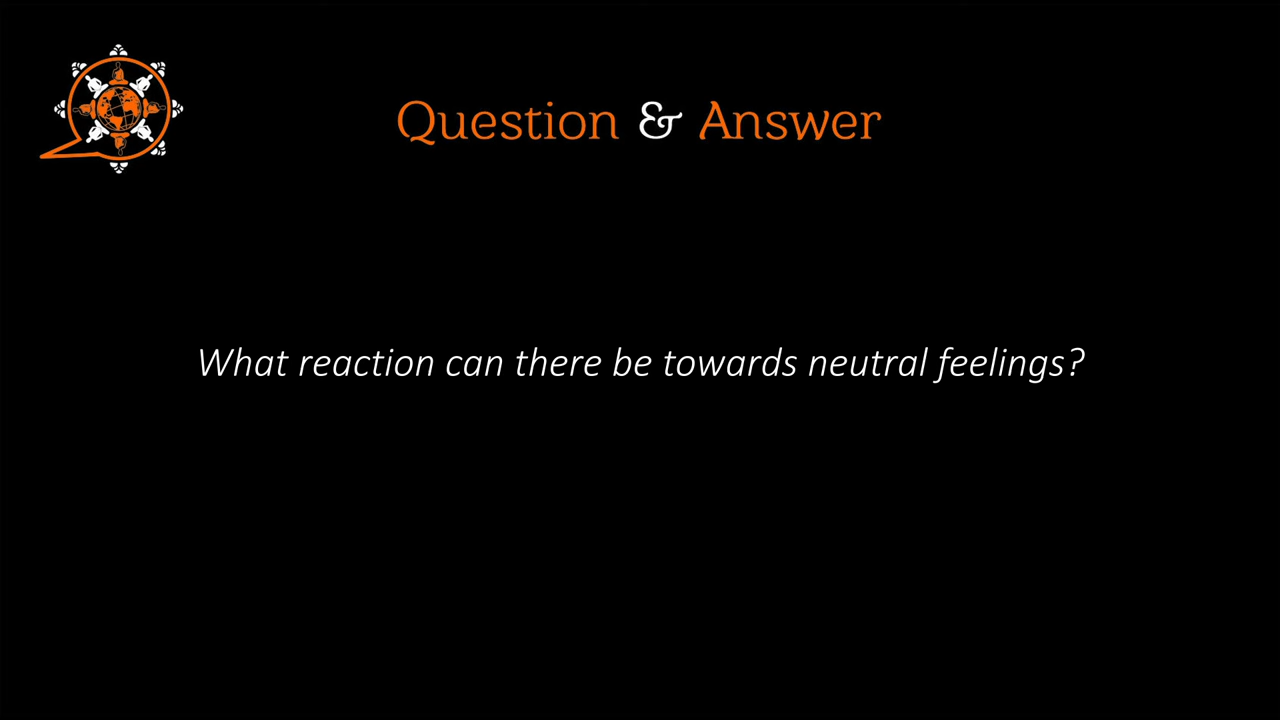 Question & Answer
What reaction can there be towards neutral feelings?